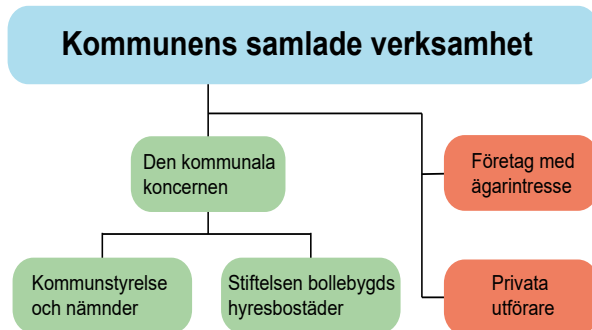 Kommunens samlade verksamhet
Den kommunala
koncernen
Företag med
ägarintresse
Kommunstyrelse
och nämnder
Stiftelsen bollebygds
hyresbostäder
Privata
utförare